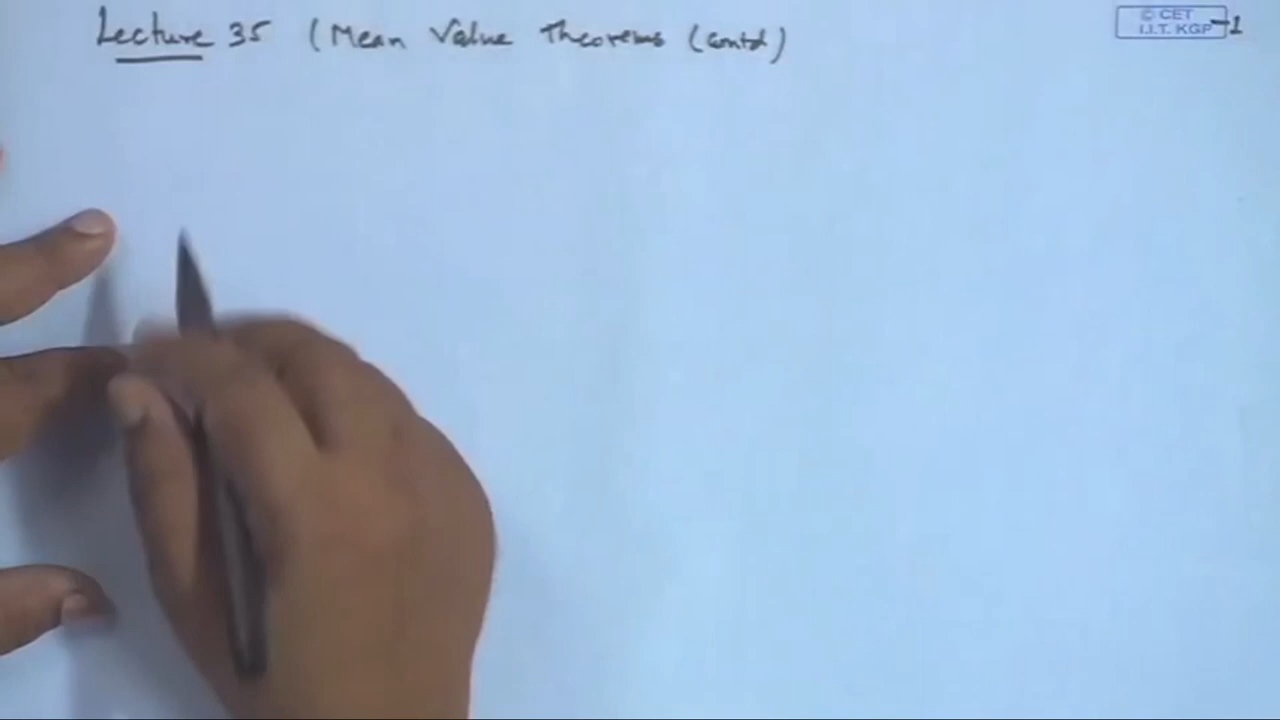 Lecture 35 (Mean Value Theorems (Contd)
© CET
I.I.T. KGP
-1